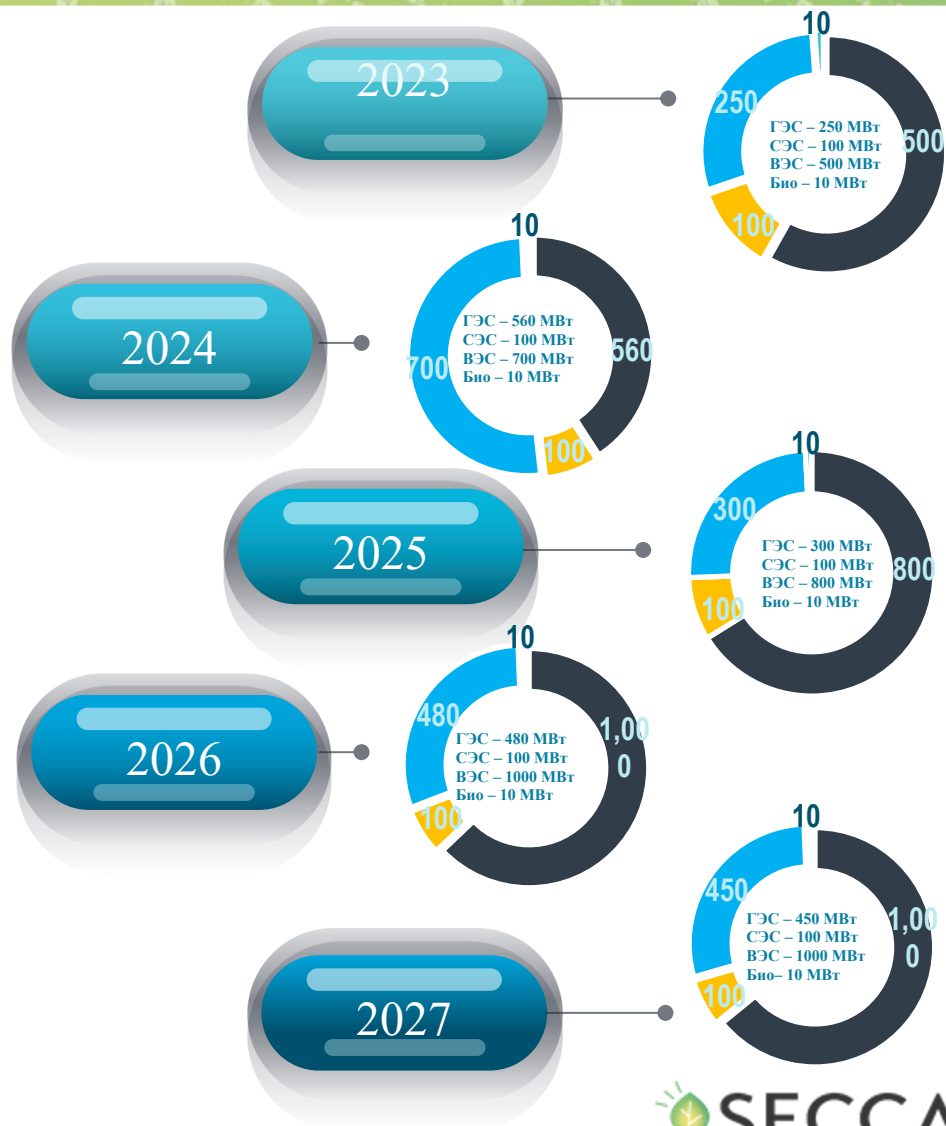 2023
10
250
500
100
ГЭС – 250 МВт
СЭС – 100 МВт
ВЭС – 500 МВт
Био – 10 МВт
2024
10
700
560
100
ГЭС – 560 МВт
СЭС – 100 МВт
ВЭС – 700 МВт
Био – 10 МВт
2025
10
300
800
100
ГЭС – 300 МВт
СЭС – 100 МВт
ВЭС – 800 МВт
Био – 10 МВт
2026
10
480
1,00
0
100
ГЭС – 480 МВт
СЭС – 100 МВт
ВЭС – 1000 МВт
Био – 10 МВт
2027
10
450
1,00
0
100
ГЭС – 450 МВт
СЭС – 100 МВт
ВЭС – 1000 МВт
Био– 10 МВт
SECCA